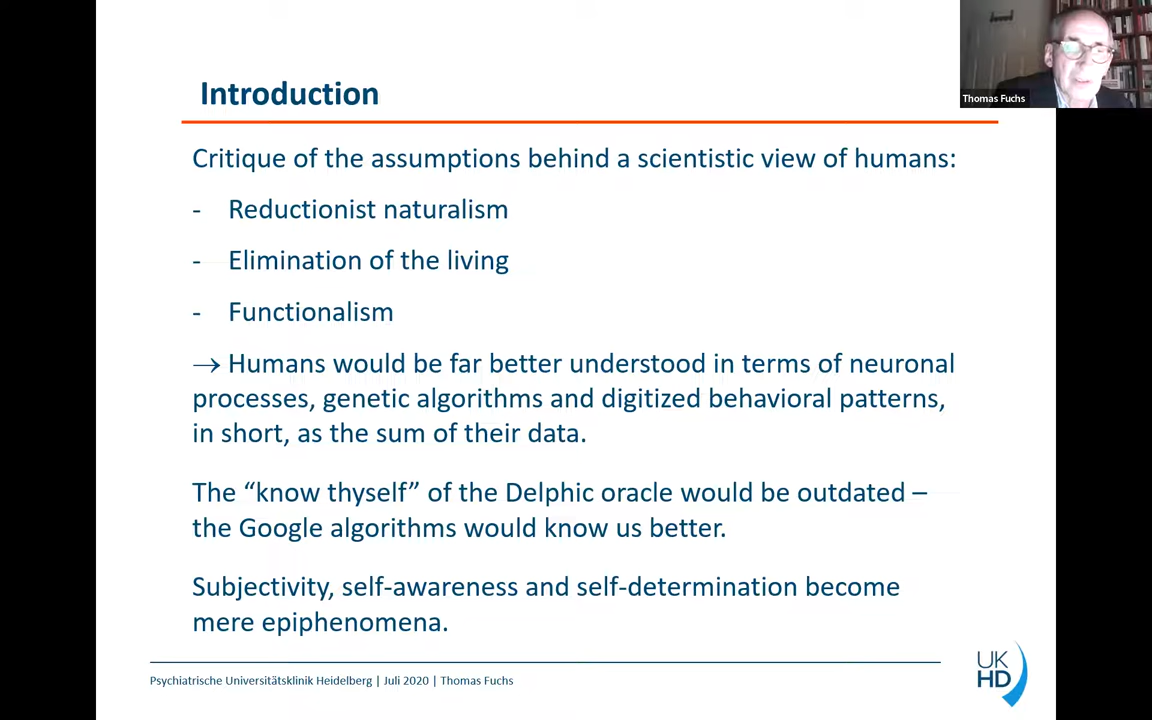 Thomas Fuchs
Introduction
Critique of the assumptions behind a scientistic view of humans:
- Reductionist naturalism
- Elimination of the living
- Functionalism
→ Humans would be far better understood in terms of neuronal
processes, genetic algorithms and digitized behavioral patterns,
in short, as the sum of their data.
The “know thyself” of the Delphic oracle would be outdated –
the Google algorithms would know us better.
Subjectivity, self-awareness and self-determination become
mere epiphenomena.
Psychiatrische Universitätsklinik Heidelberg | Juli 2020 | Thomas Fuchs
UK
HD